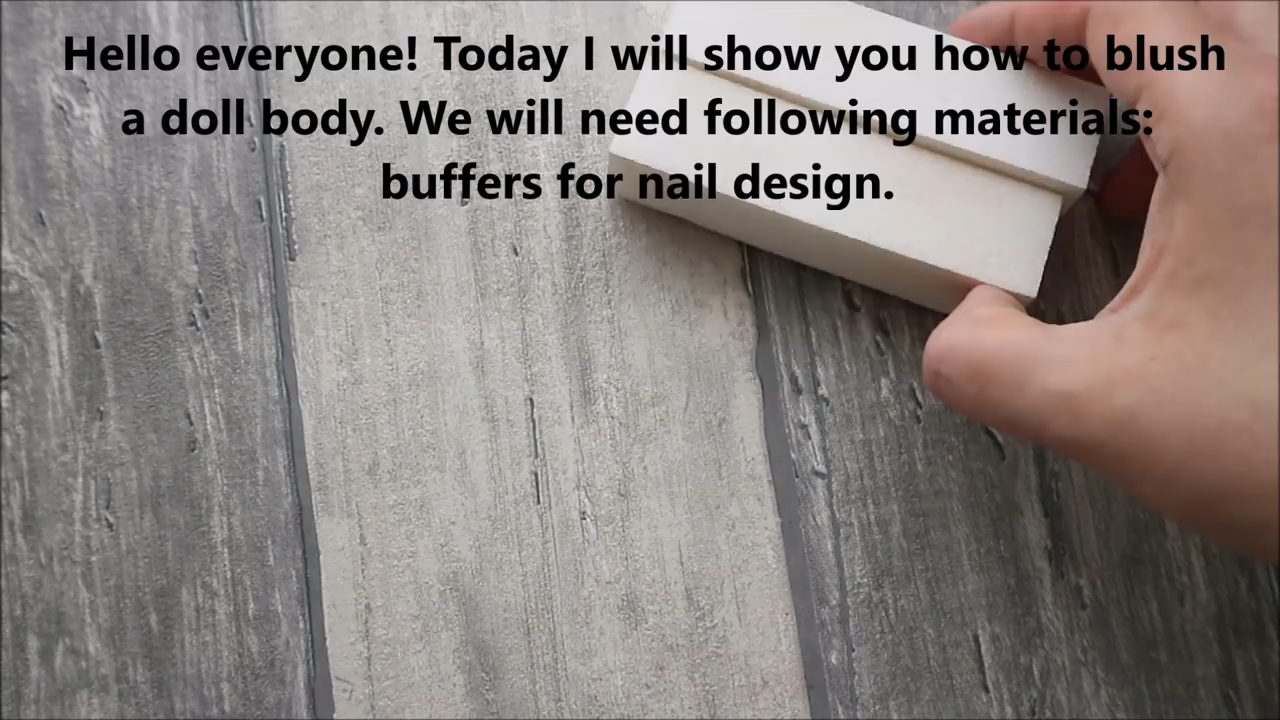 Hello everyone! Today I will show you how to blush
a doll body. We will need following materials:
buffers for nail design.